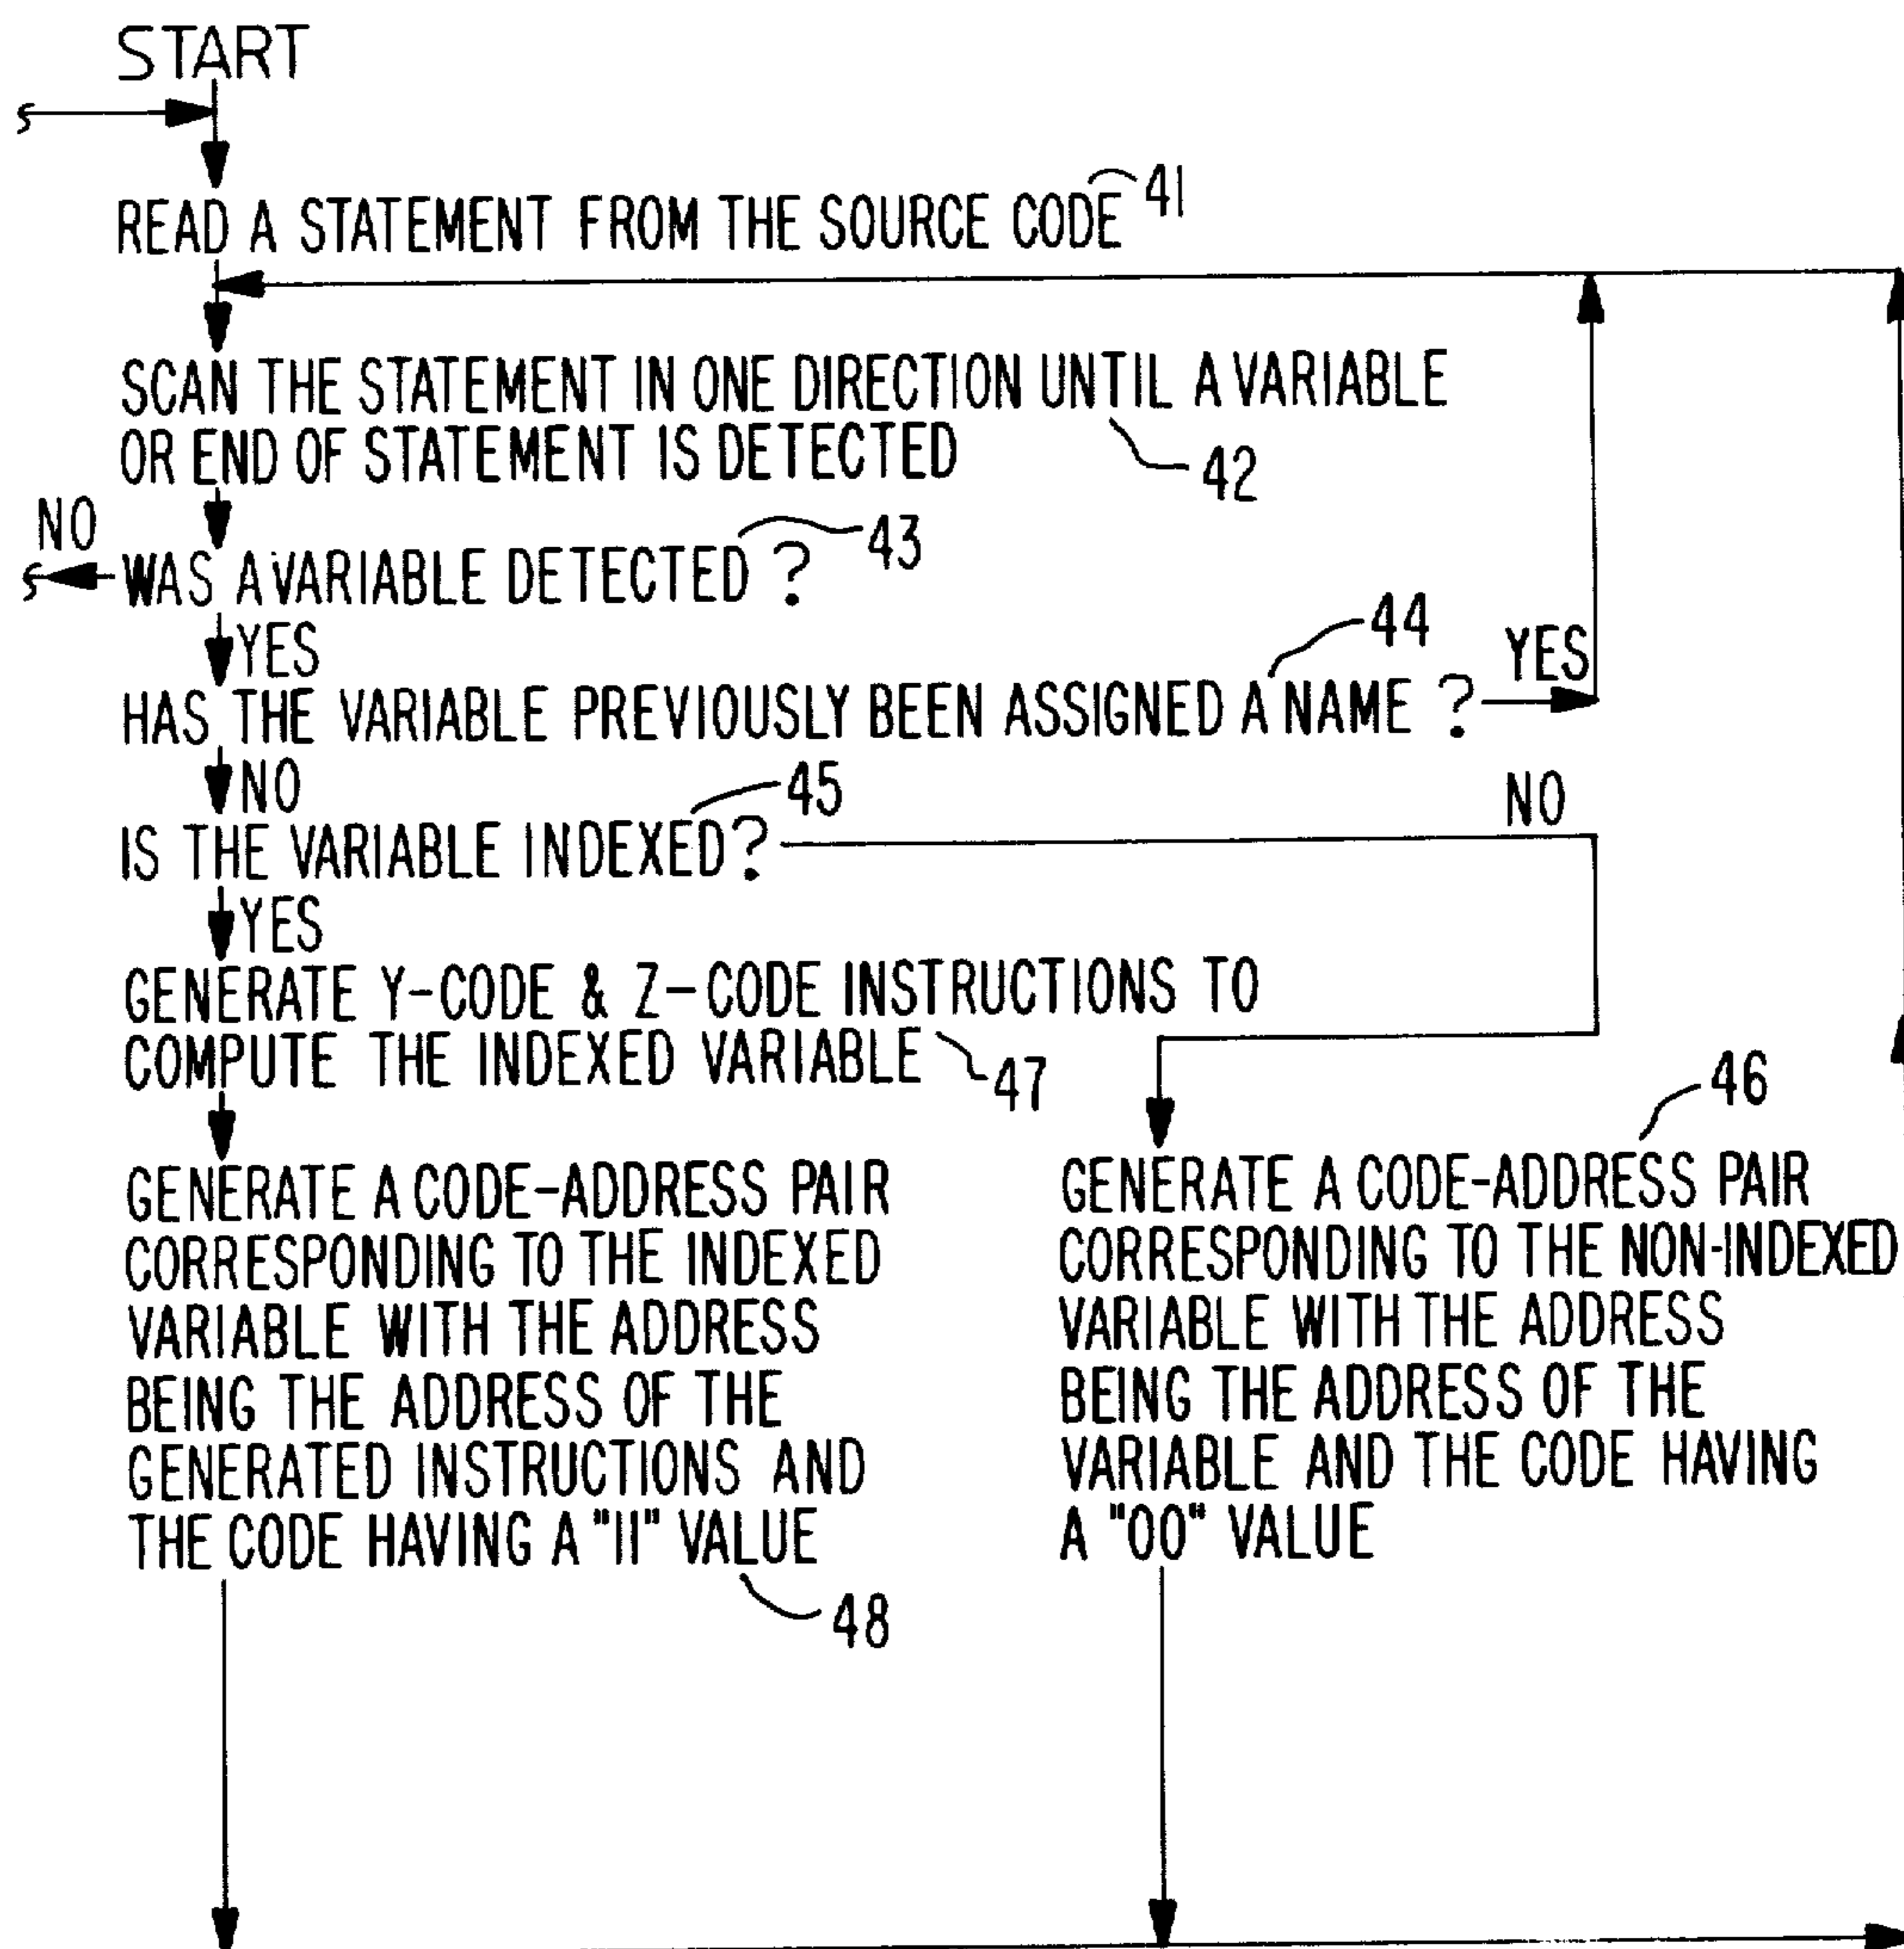 START
READ A STATEMENT FROM THE SOURCE CODE 41
SCAN THE STATEMENT IN ONE DIRECTION UNTIL A VARIABLE
OR END OF STATEMENT IS DETECTED
42
NO
WAS A VARIABLE DETECTED ? 43
YES
HAS THE VARIABLE PREVIOUSLY BEEN ASSIGNED A NAME ? 44
YES
NO
IS THE VARIABLE INDEXED? 45
NO
YES
GENERATE Y-CODE & Z-CODE INSTRUCTIONS TO
COMPUTE THE INDEXED VARIABLE 47
GENERATE A CODE-ADDRESS PAIR
CORRESPONDING TO THE INDEXED
VARIABLE WITH THE ADDRESS
BEING THE ADDRESS OF THE
GENERATED INSTRUCTIONS AND
THE CODE HAVING A "11" VALUE
48
46
GENERATE A CODE-ADDRESS PAIR
CORRESPONDING TO THE NON-INDEXED
VARIABLE WITH THE ADDRESS
BEING THE ADDRESS OF THE
VARIABLE AND THE CODE HAVING
A "00" VALUE